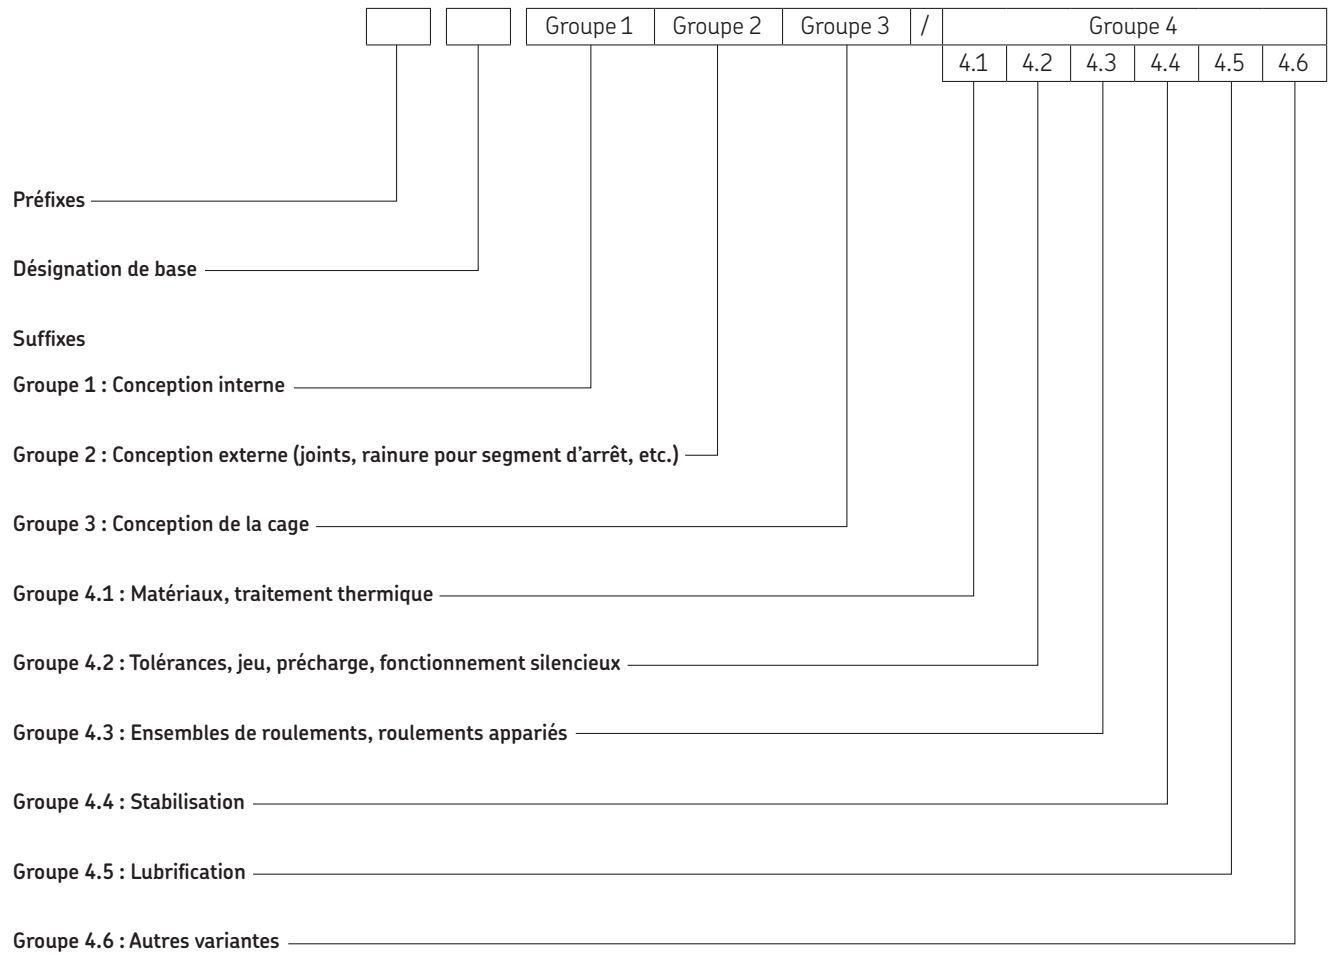 Groupe 1 Groupe 2 Groupe 3 / Groupe 4
4.1 4.2 4.3 4.4 4.5 4.6
Préfixes
Désignation de base
Suffixes
Groupe 1 : Conception interne
Groupe 2 : Conception externe (joints, rainure pour segment d’arrêt, etc.)
Groupe 3 : Conception de la cage
Groupe 4.1 : Matériaux, traitement thermique
Groupe 4.2 : Tolérances, jeu, précharge, fonctionnement silencieux
Groupe 4.3 : Ensembles de roulements, roulements appariés
Groupe 4.4 : Stabilisation
Groupe 4.5 : Lubrification
Groupe 4.6 : Autres variantes